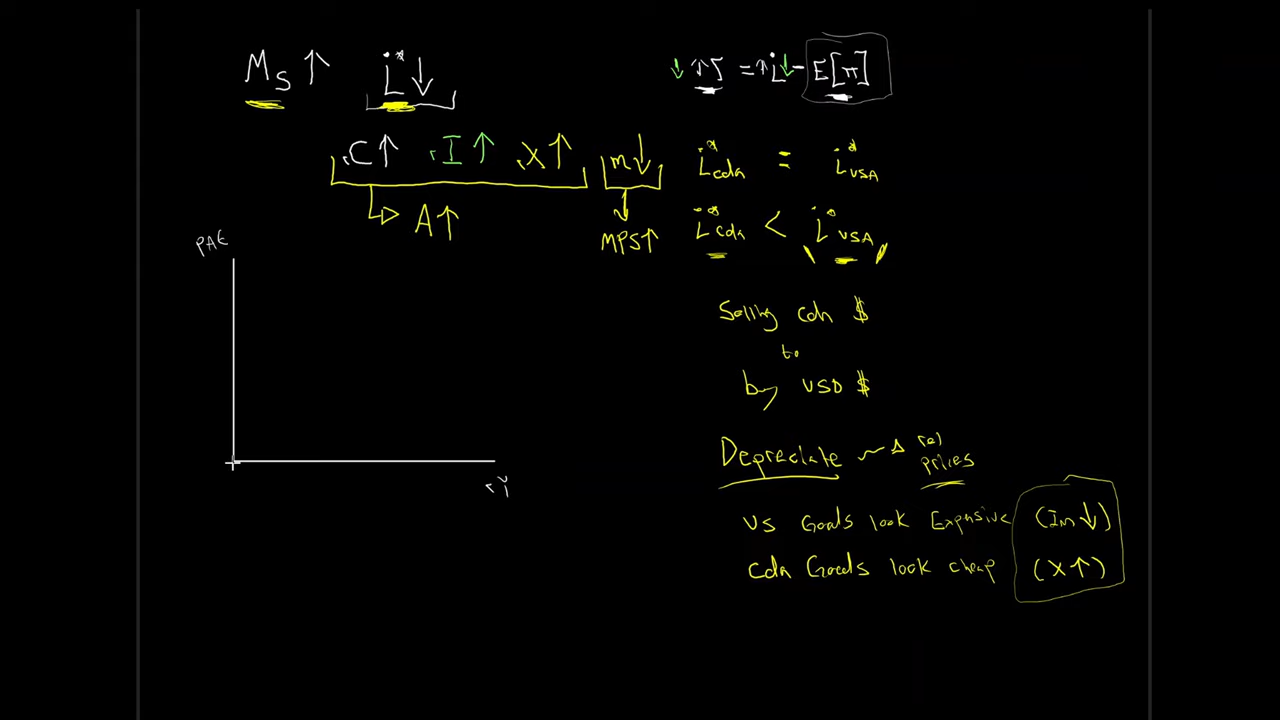 M_S ↑ i* ↓
↓ ↑ r = ↑ i ↓ - E[π]
C↑ I↑ X↑ m↓
i*cda = i*USA
A↑
MPS↑
i*cda < i*USA
PAE
Selling cdn $
to
buy USD $
Depreciate ~ Δ rel prices
US Goods look Expensive (Im ↓)
Cda Goods look cheap (X↑)
Y